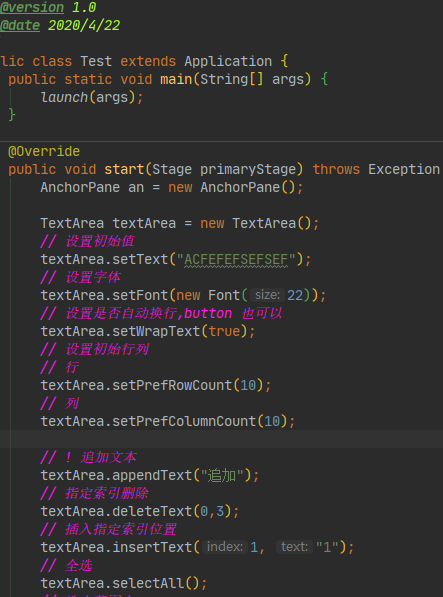 @version 1.0
@date 2020/4/22
lic class Test extends Application {
public static void main(String[] args) {
launch(args);
}
@Override
public void start(Stage primaryStage) throws Exception
AnchorPane an = new AnchorPane();
TextArea textArea = new TextArea();
// 设置初始值
textArea.setText("ACFEFEFSEFSEF");
// 设置字体
textArea.setFont(new Font( size: 22));
// 设置是否自动换行,button 也可以
textArea.setWrapText(true);
// 设置初始行列
// 行
textArea.setPrefRowCount(10);
// 列
textArea.setPrefColumnCount(10);
// ! 追加文本
textArea.appendText("追加");
// 指定索引删除
textArea.deleteText(0,3);
// 插入指定索引位置
textArea.insertText( index: 1, text: "1");
// 全选
textArea.selectAll();